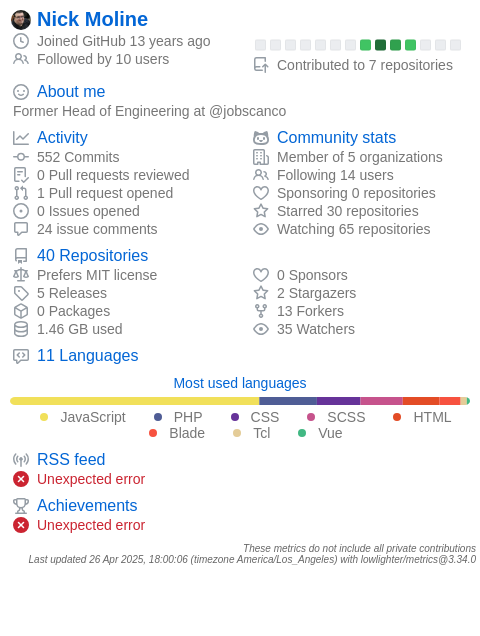 Nick Moline
Joined GitHub 13 years ago
Followed by 10 users
Contributed to 7 repositories
About me
Former Head of Engineering at @jobscanco
Activity
552 Commits
0 Pull requests reviewed
1 Pull request opened
0 Issues opened
24 issue comments
Community stats
Member of 5 organizations
Following 14 users
Sponsoring 0 repositories
Starred 30 repositories
Watching 65 repositories
40 Repositories
Prefers MIT license
5 Releases
0 Packages
1.46 GB used
0 Sponsors
2 Stargazers
13 Forkers
35 Watchers
11 Languages
Most used languages
JavaScript PHP CSS SCSS HTML
Blade Tcl Vue
RSS feed
Unexpected error
Achievements
Unexpected error
These metrics do not include all private contributions
Last updated 26 Apr 2025, 18:00:06 (timezone America/Los_Angeles) with lowlighter/metrics@3.34.0